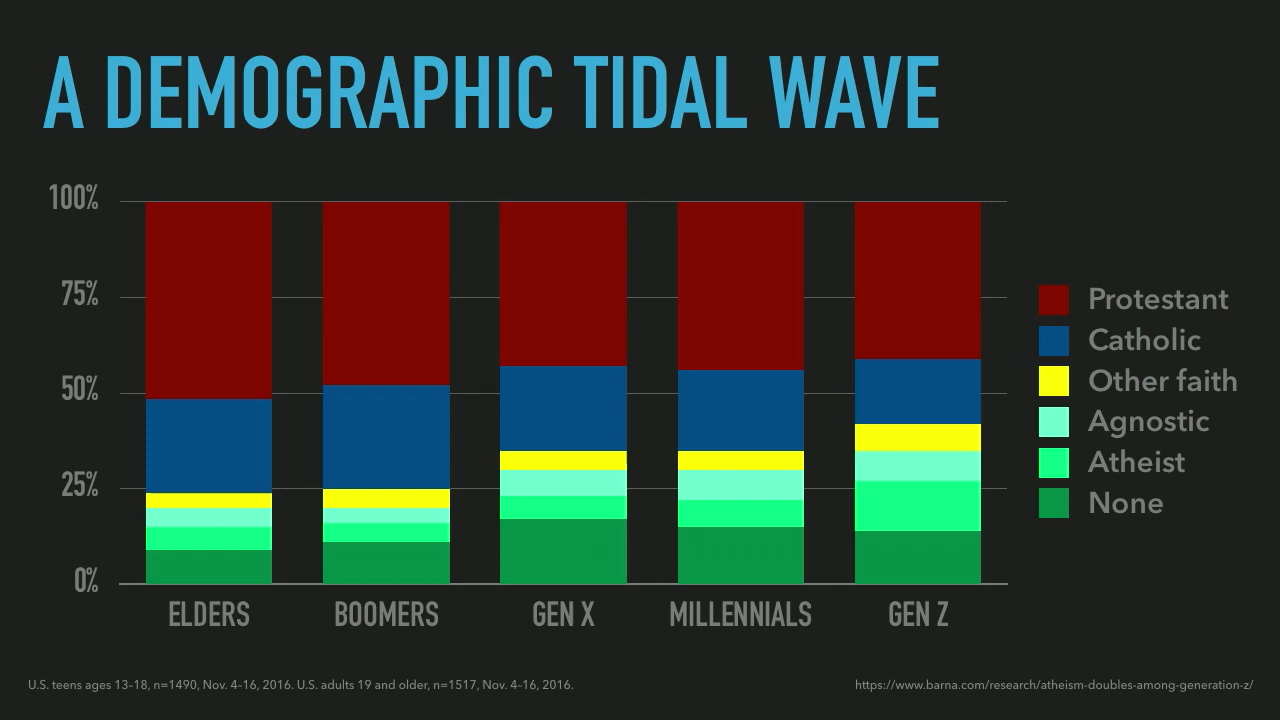 A DEMOGRAPHIC TIDAL WAVE
100%
75%
50%
25%
0%
ELDERS BOOMERS GEN X MILLENNIALS GEN Z
Protestant
Catholic
Other faith
Agnostic
Atheist
None
U.S. teens ages 13–18, n=1490, Nov. 4–16, 2016. U.S. adults 19 and older, n=1517, Nov. 4–16, 2016.
https://www.barna.com/research/atheism-doubles-among-generation-z/